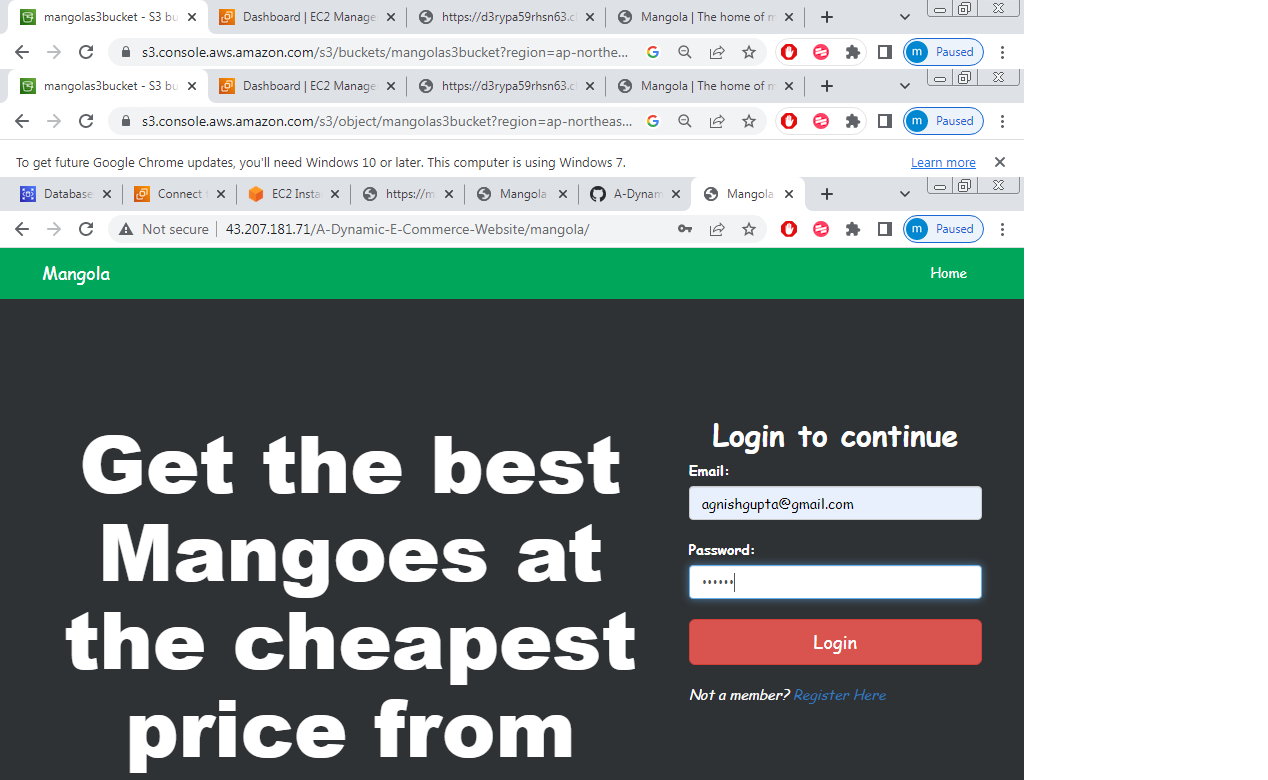 mangolas3bucket - S3 bu
Dashboard | EC2 Manage
https://d3rypa59rhsn63.cl
Mangola | The home of m
s3.console.aws.amazon.com/s3/buckets/mangolas3bucket?region=ap-northe...
m Paused
mangolas3bucket - S3 bu
Dashboard | EC2 Manage
https://d3rypa59rhsn63.cl
Mangola | The home of m
s3.console.aws.amazon.com/s3/object/mangolas3bucket?region=ap-northeas...
m Paused
To get future Google Chrome updates, you'll need Windows 10 or later. This computer is using Windows 7.
Learn more
Database
Connect
EC2 Insta
https://m
Mangola
A-Dynam
Mangola
Not secure
43.207.181.71/A-Dynamic-E-Commerce-Website/mangola/
m Paused
Mangola
Home
Get the best
Mangoes at
the cheapest
price from
Login to continue
Email:
agnishgupta@gmail.com
Password:
••••••
Login
Not a member? Register Here